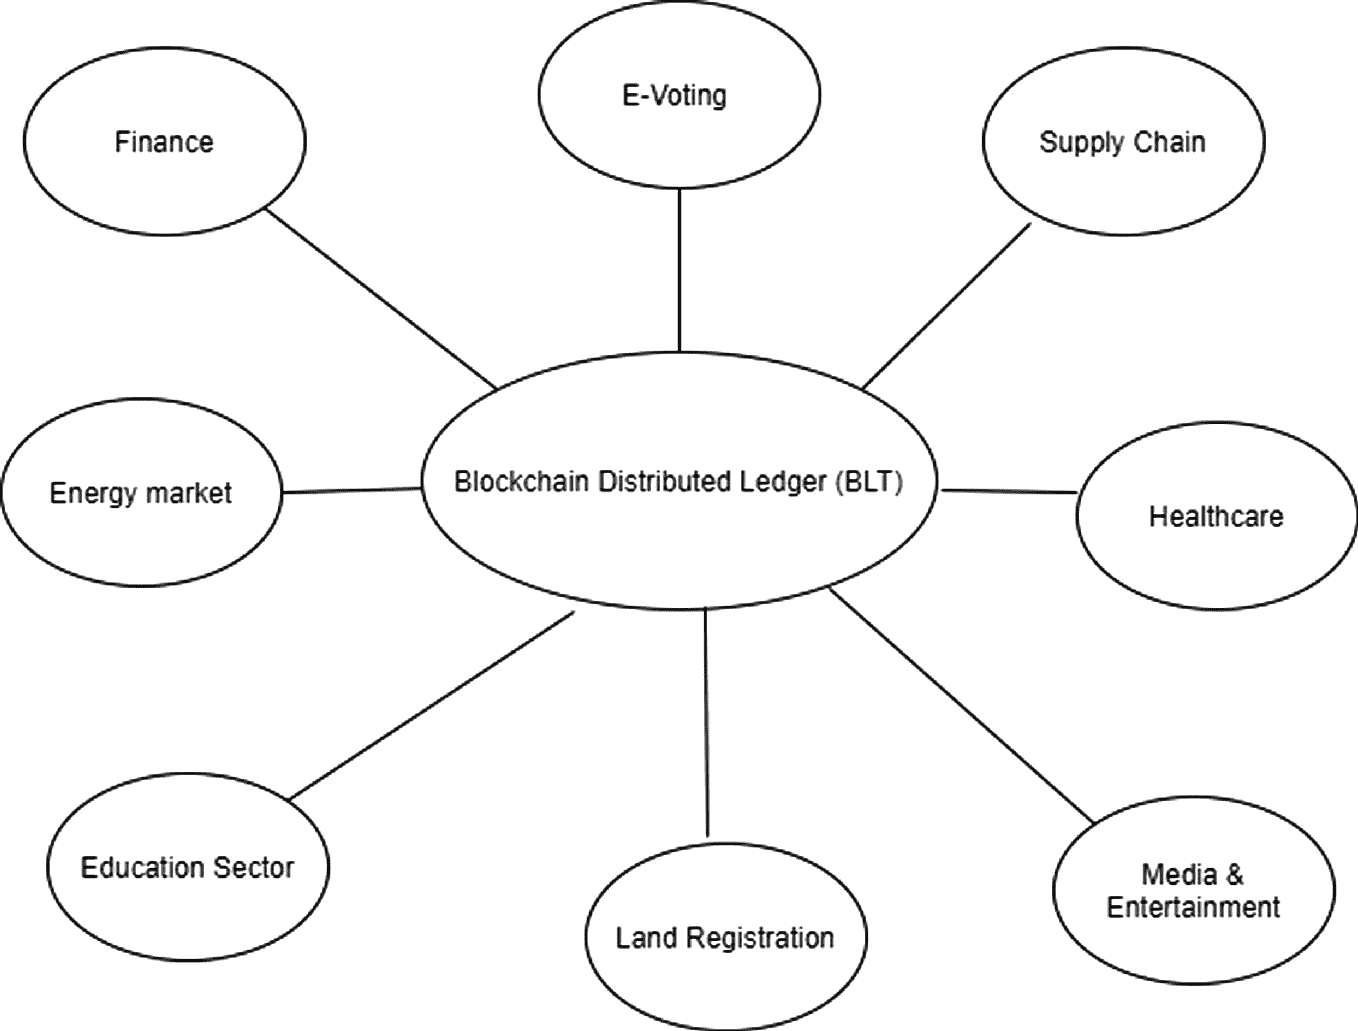 E-Voting
Finance
Supply Chain
Blockchain Distributed Ledger (BLT)
Energy market
Healthcare
Education Sector
Media &
Entertainment
Land Registration